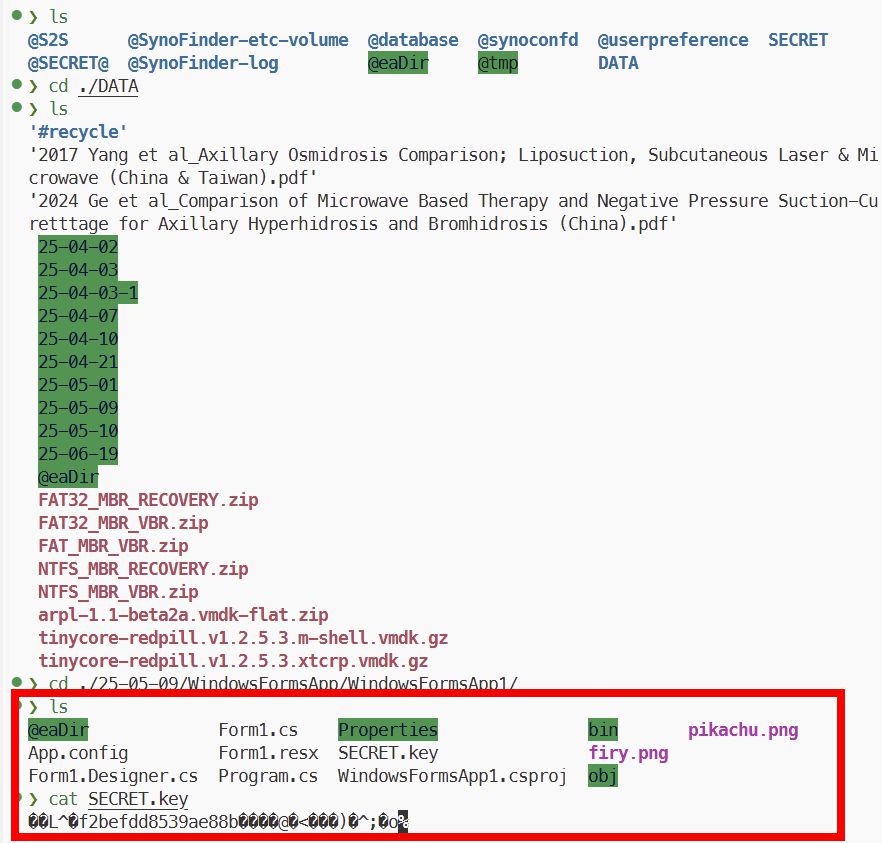 ❯ ls
@S2S @SynoFinder-etc-volume @database @synoconfd @userpreference SECRET
@SECRET@ @SynoFinder-log @eaDir @tmp DATA
❯ cd ./DATA
❯ ls
'#recycle'
'2017 Yang et al_Axillary Osmidrosis Comparison; Liposuction, Subcutaneous Laser & Mi
crowave (China & Taiwan).pdf'
'2024 Ge et al_Comparison of Microwave Based Therapy and Negative Pressure Suction-Cu
retttage for Axillary Hyperhidrosis and Bromhidrosis (China).pdf'
25-04-02
25-04-03
25-04-03-1
25-04-07
25-04-10
25-04-21
25-05-01
25-05-09
25-05-10
25-06-19
@eaDir
FAT32_MBR_RECOVERY.zip
FAT32_MBR_VBR.zip
FAT_MBR_VBR.zip
NTFS_MBR_RECOVERY.zip
NTFS_MBR_VBR.zip
arpl-1.1-beta2a.vmdk-flat.zip
tinycore-redpill.v1.2.5.3.m-shell.vmdk.gz
tinycore-redpill.v1.2.5.3.xtcrp.vmdk.gz
❯ cd ./25-05-09/WindowsFormsApp/WindowsFormsApp1/
❯ ls
@eaDir Form1.cs Properties bin pikachu.png
App.config Form1.resx SECRET.key firy.png
Form1.Designer.cs Program.cs WindowsFormsApp1.csproj obj
❯ cat SECRET.key
��L^�f2befdd8539ae88b����@�<���)�^;�o%